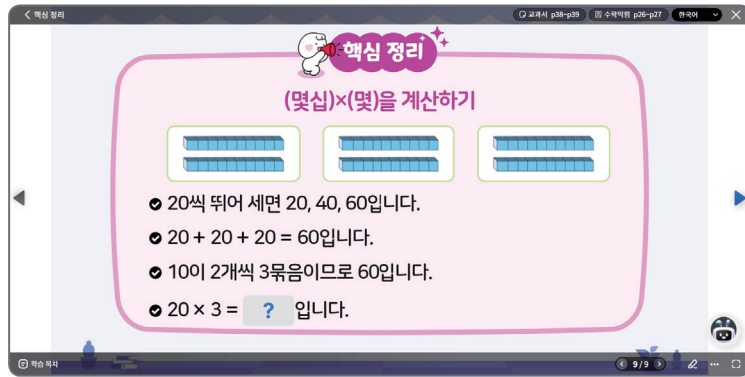 핵심 정리
교과서 p38~p39
수학익힘 p26~p27
한국어
핵심 정리
(몇십)×(몇)을 계산하기
20씩 뛰어 세면 20, 40, 60입니다.
20 + 20 + 20 = 60입니다.
10이 2개씩 3묶음이므로 60입니다.
20 × 3 = ? 입니다.
학습 목차
9 / 9